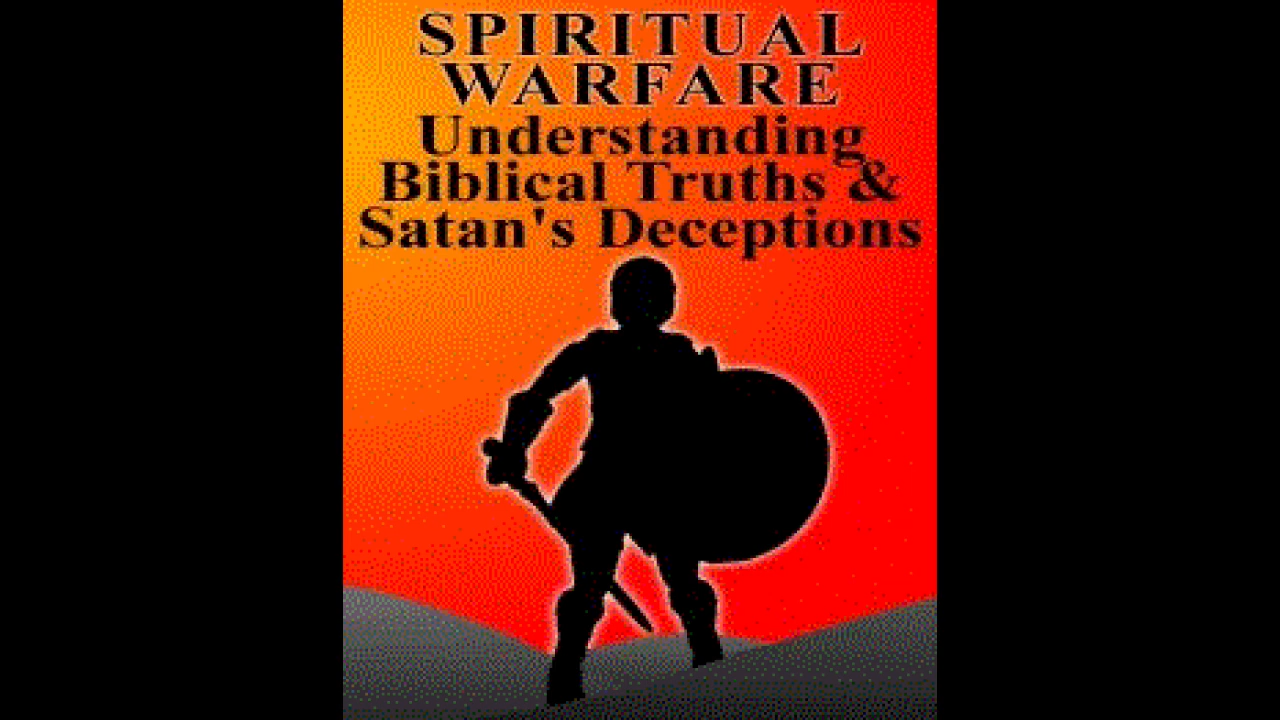 SPIRITUAL
WARFARE
Understanding
Biblical Truths &
Satan's Deceptions